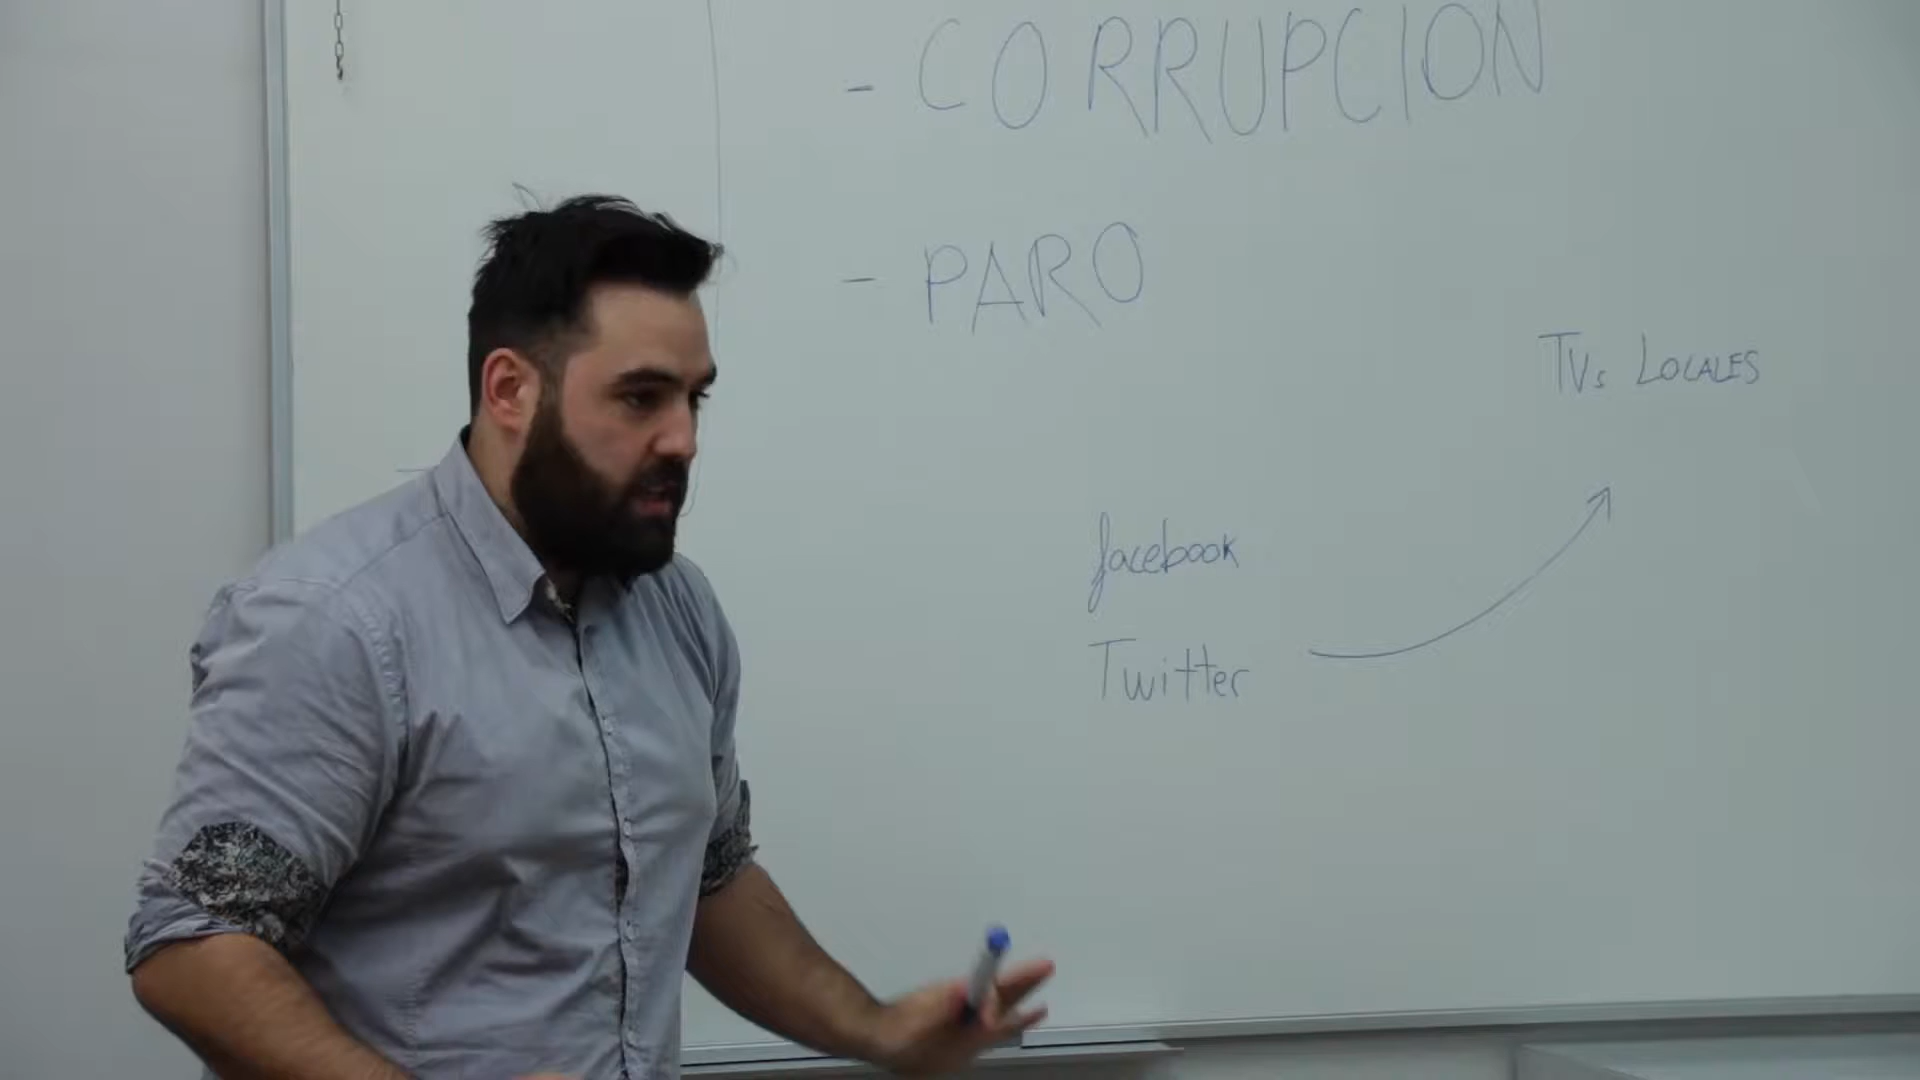 - CORRUPCION
- PARO
TVs LOCALES
facebook
Twitter